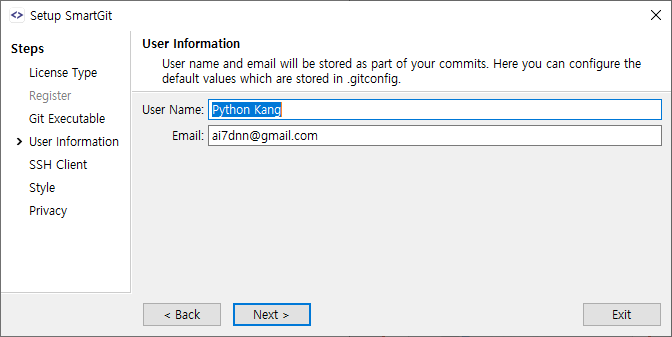 Setup SmartGit
Steps
License Type
Register
Git Executable
User Information
SSH Client
Style
Privacy
User Information
User name and email will be stored as part of your commits. Here you can configure the
default values which are stored in .gitconfig.
User Name: Python Kang
Email: ai7dnn@gmail.com
< Back
Next >
Exit